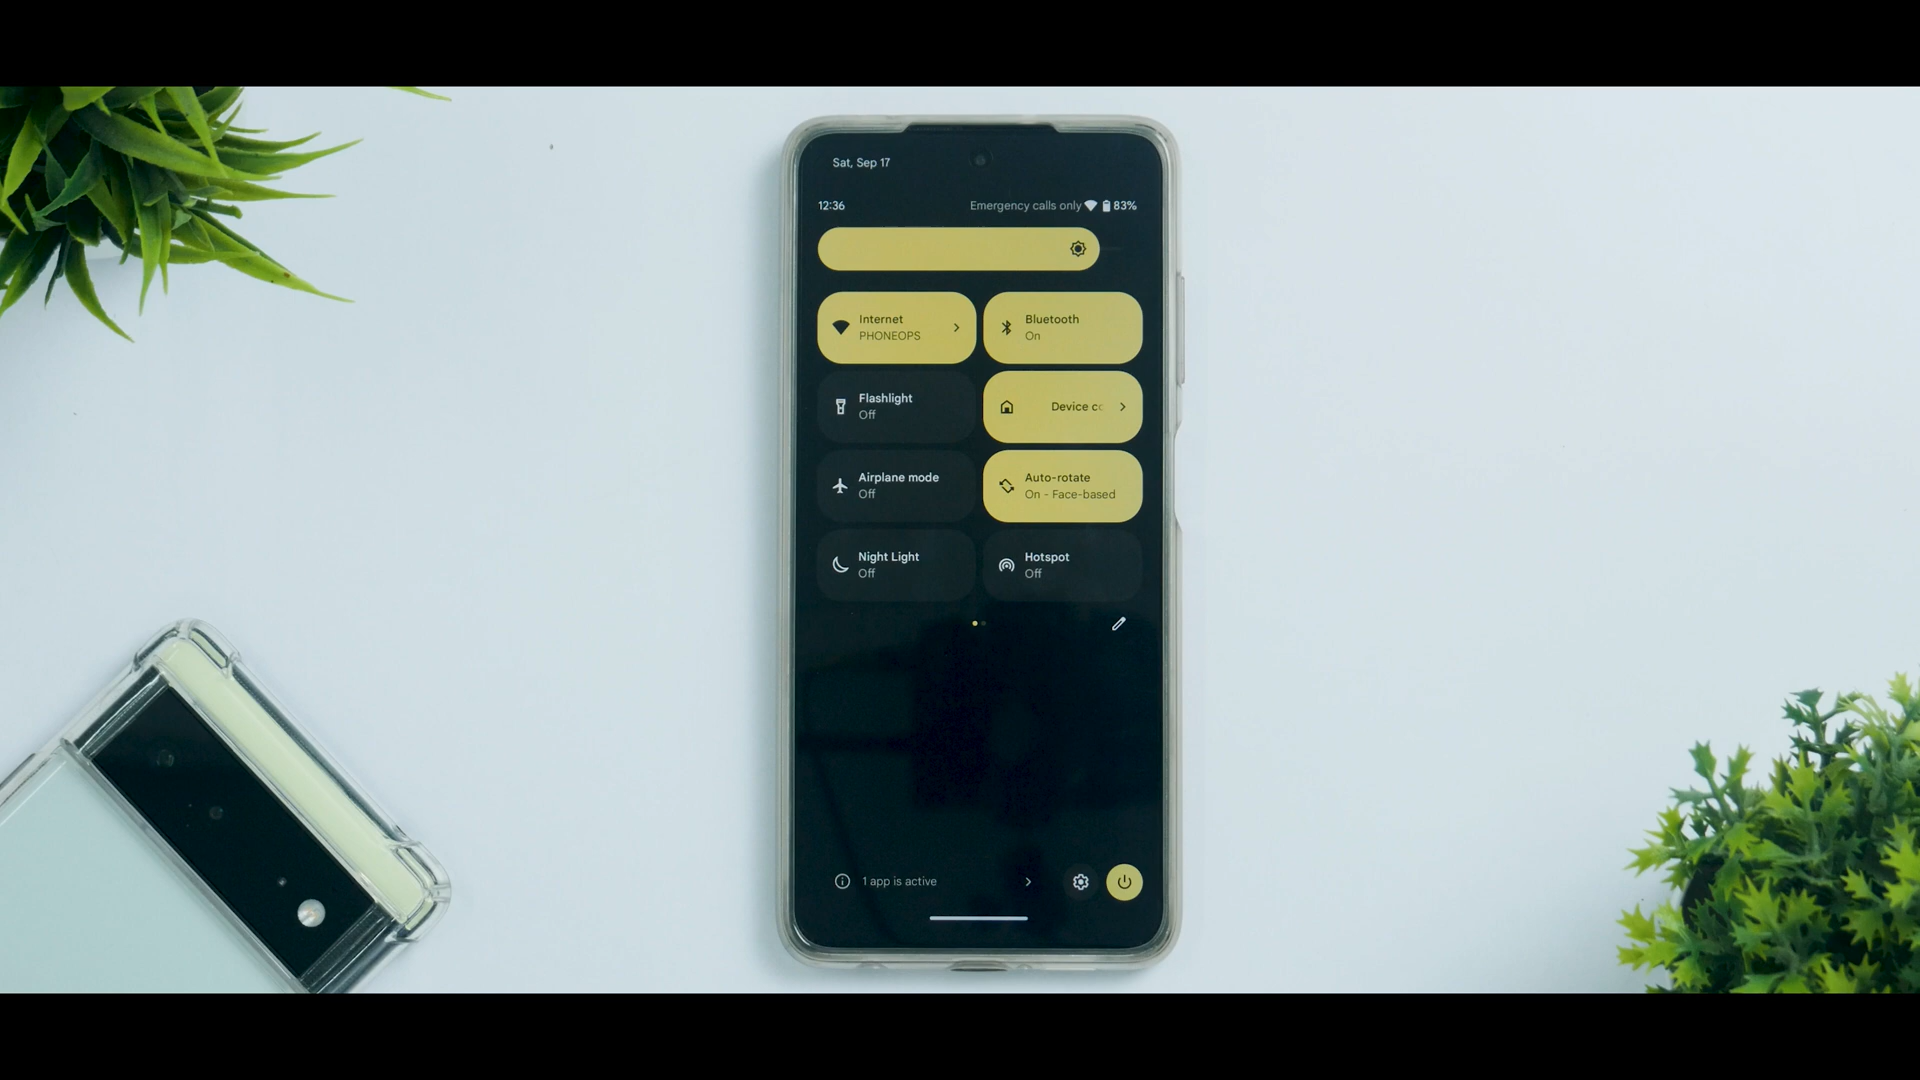 Sat, Sep 17
12:36 Emergency calls only 83%
Internet
PHONEOPS
Bluetooth
On
Flashlight
Off
Device
Airplane mode
Off
Auto-rotate
On - Face-based
Night Light
Off
Hotspot
Off
1 app is active